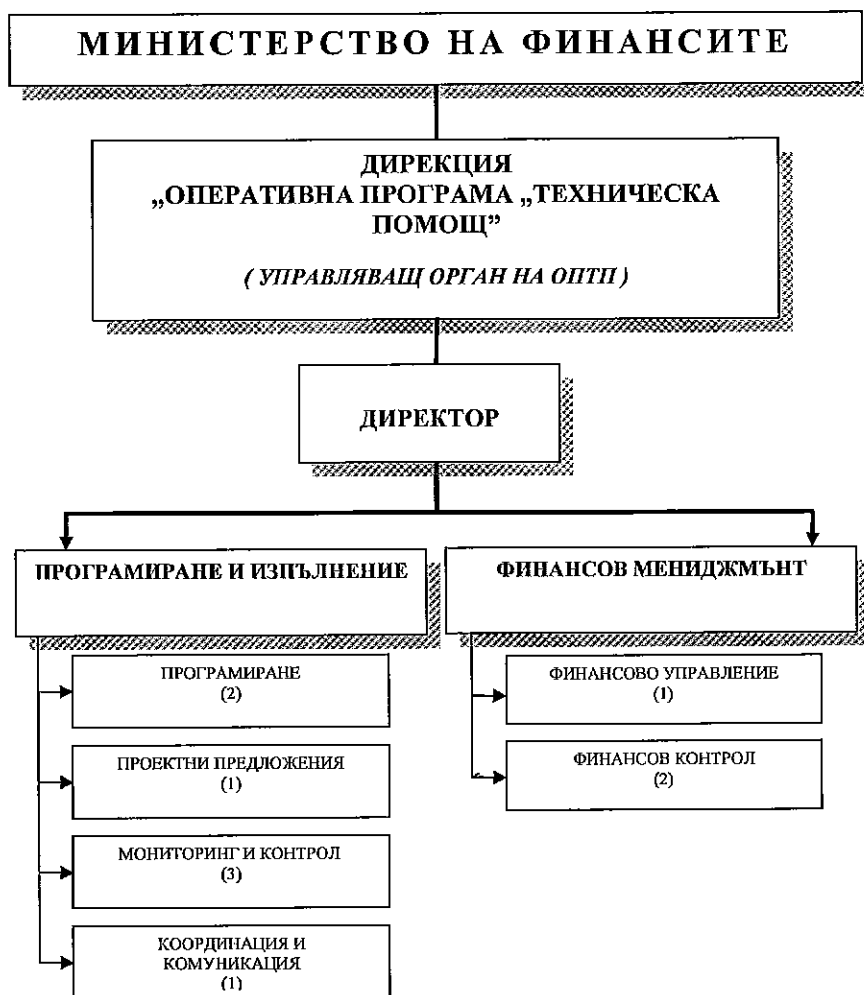 МИНИСТЕРСТВО НА ФИНАНСИТЕ
ДИРЕКЦИЯ
„ОПЕРАТИВНА ПРОГРАМА „ТЕХНИЧЕСКА
ПОМОЩ”
( УПРАВЛЯВАЩ ОРГАН НА ОПТП )
ДИРЕКТОР
ПРОГРАМИРАНЕ И ИЗПЪЛНЕНИЕ
ПРОГРАМИРАНЕ
(2)
ПРОЕКТНИ ПРЕДЛОЖЕНИЯ
(1)
МОНИТОРИНГ И КОНТРОЛ
(3)
КООРДИНАЦИЯ И
КОМУНИКАЦИЯ
(1)
ФИНАНСОВ МЕНИДЖМЪНТ
ФИНАНСОВО УПРАВЛЕНИЕ
(1)
ФИНАНСОВ КОНТРОЛ
(2)